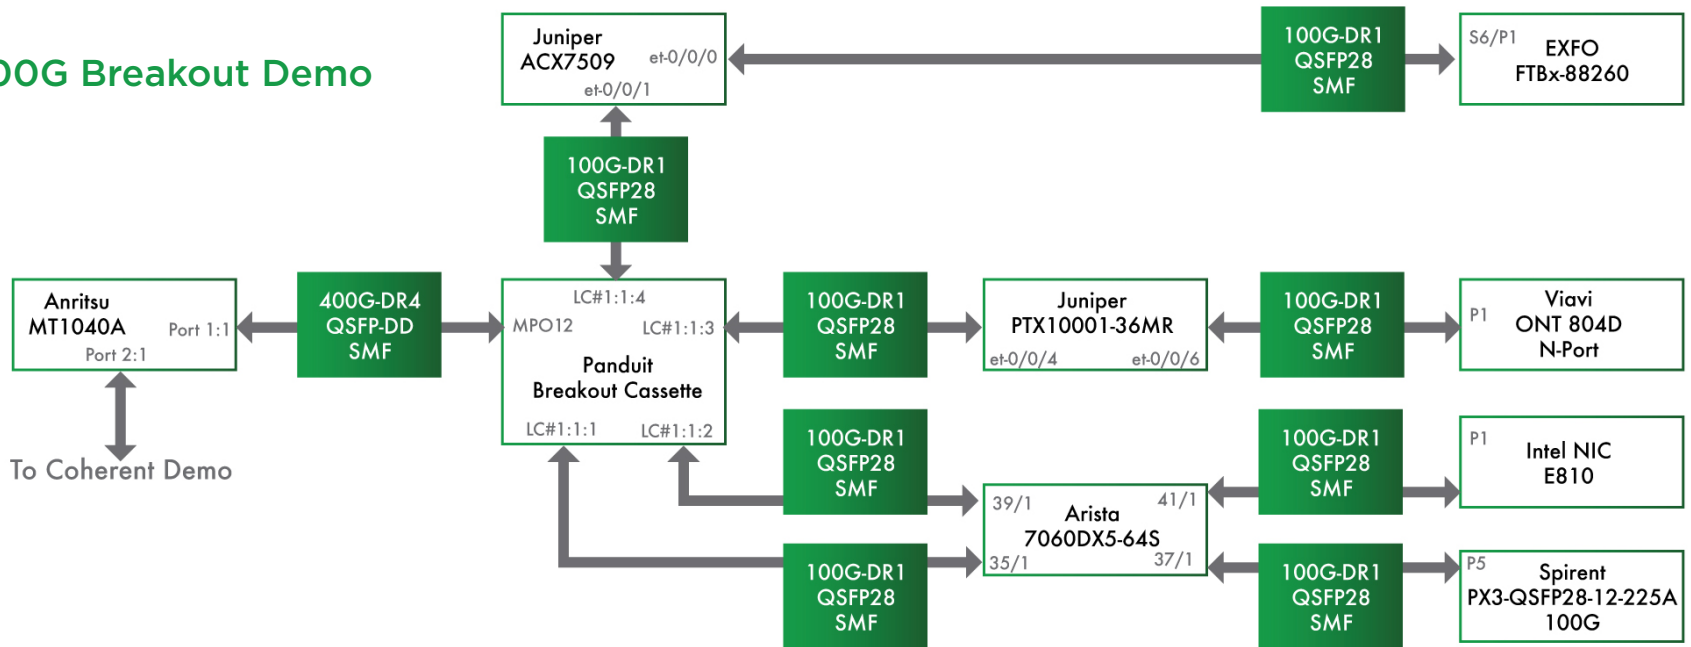 00G Breakout Demo
Juniper
ACX7509
et-0/0/0
et-0/0/1
100G-DR1
QSFP28
SMF
S6/P1
EXFO
FTBx-88260
100G-DR1
QSFP28
SMF
Anritsu
MT1040A
Port 1:1
Port 2:1
To Coherent Demo
400G-DR4
QSFP-DD
SMF
LC#1:1:4
MPO12
LC#1:1:3
Panduit
Breakout Cassette
LC#1:1:1
LC#1:1:2
100G-DR1
QSFP28
SMF
Juniper
PTX10001-36MR
et-0/0/4
et-0/0/6
100G-DR1
QSFP28
SMF
P1
Viavi
ONT 804D
N-Port
100G-DR1
QSFP28
SMF
39/1
41/1
Arista
7060DX5-64S
35/1
37/1
100G-DR1
QSFP28
SMF
P1
Intel NIC
E810
100G-DR1
QSFP28
SMF
100G-DR1
QSFP28
SMF
P5
Spirent
PX3-QSFP28-12-225A
100G